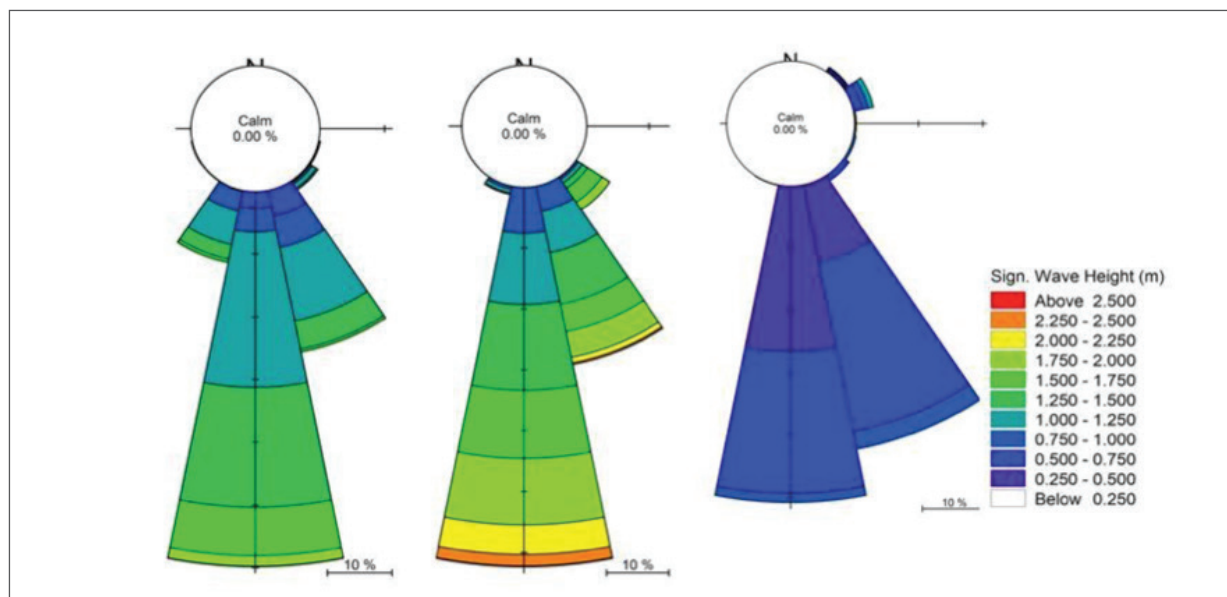 N
Calm
0.00 %
10 %
N
Calm
0.00 %
10 %
N
Calm
0.00 %
10 %
Sign. Wave Height (m)
Above 2.500
2.250 - 2.500
2.000 - 2.250
1.750 - 2.000
1.500 - 1.750
1.250 - 1.500
1.000 - 1.250
0.750 - 1.000
0.500 - 0.750
0.250 - 0.500
Below 0.250